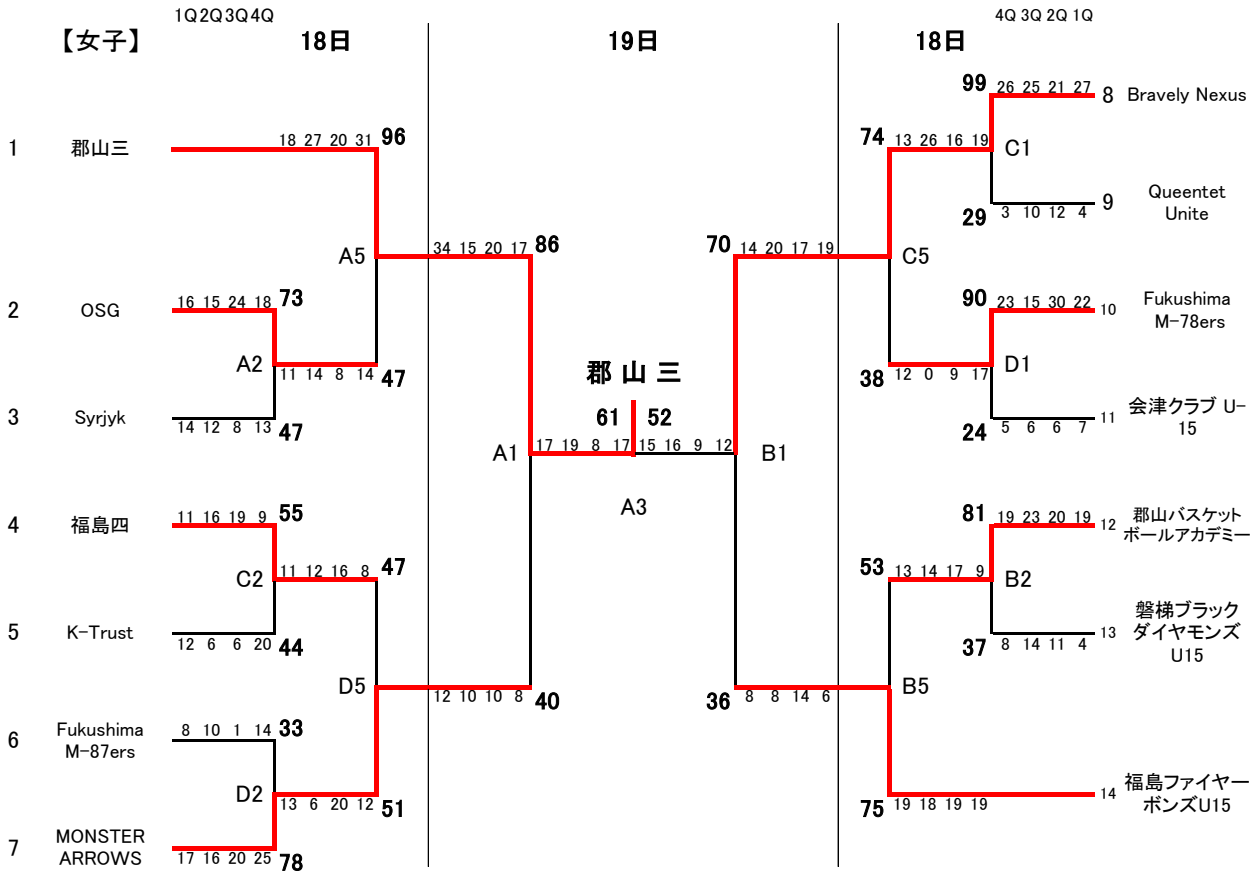 1Q 2Q 3Q 4Q
4Q 3Q 2Q 1Q
【女子】
18日
19日
18日
99
26 25 21 27
8
Bravely Nexus
1
郡山三
18 27 20 31
96
74
13 26 16 19
C1
29
3 10 12 4
9
Queentet
Unite
A5
34 15 20 17
86
70
14 20 17 19
C5
2
OSG
16 15 24 18
73
90
23 15 30 22
10
Fukushima
M-78ers
A2
11 14 8 14
47
38
12 0 9 17
D1
3
Syrjyk
14 12 8 13
47
24
5 6 6 7
11
会津クラブ U-
15
郡 山 三
61
52
A1
17 19 8 17
15 16 9 12
B1
A3
4
福島四
11 16 19 9
55
81
19 23 20 19
12
郡山バスケット
ボールアカデミー
C2
11 12 16 8
47
53
13 14 17 9
B2
5
K-Trust
12 6 6 20
44
37
8 14 11 4
13
磐梯ブラック
ダイヤモンズ
U15
D5
12 10 10 8
40
36
8 8 14 6
B5
6
Fukushima
M-87ers
8 10 1 14
33
D2
13 6 20 12
51
75
19 18 19 19
14
福島ファイヤー
ボンズU15
7
MONSTER
ARROWS
17 16 20 25
78